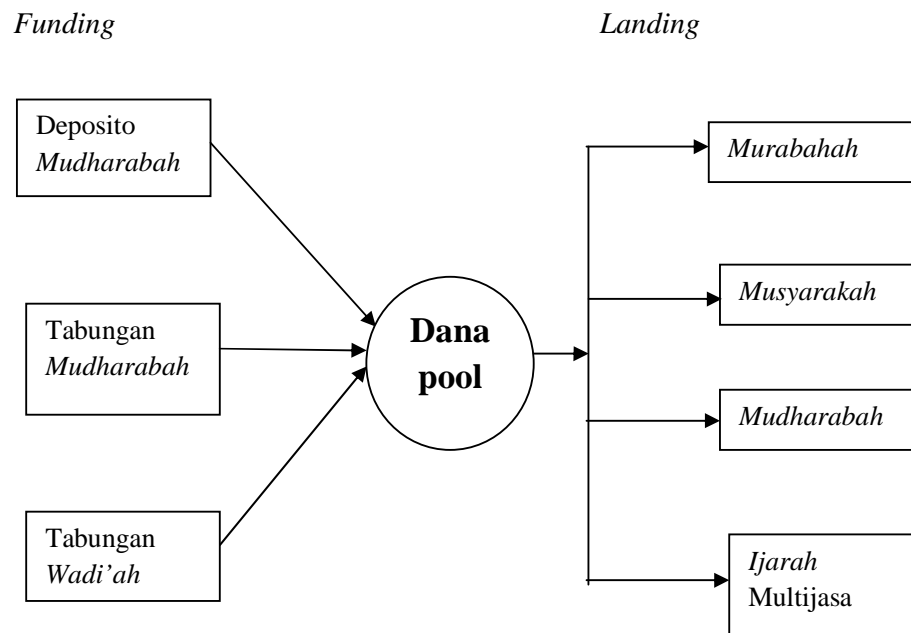 Funding
Landing
Deposito
Mudharabah
Tabungan
Mudharabah
Tabungan
Wadi’ah
Dana
pool
Murabahah
Musyarakah
Mudharabah
Ijarah
Multijasa